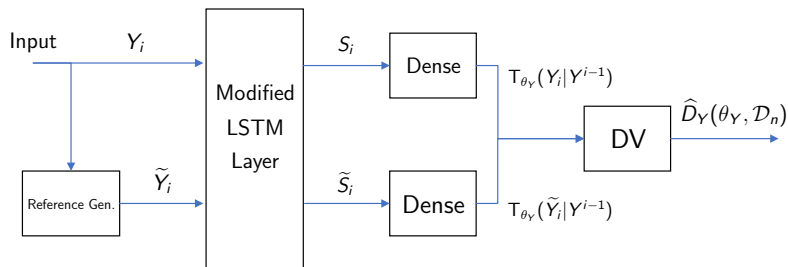 Input
Y_i
Modified
LSTM
Layer
S_i
Dense
T_{θ_Y}(Y_i|Y^{i−1})
DV
\widehat{D}_Y(θ_Y, \mathcal{D}_n)
Reference Gen.
\widetilde{Y}_i
\widetilde{S}_i
Dense
T_{θ_Y}(\widetilde{Y}_i|Y^{i−1})